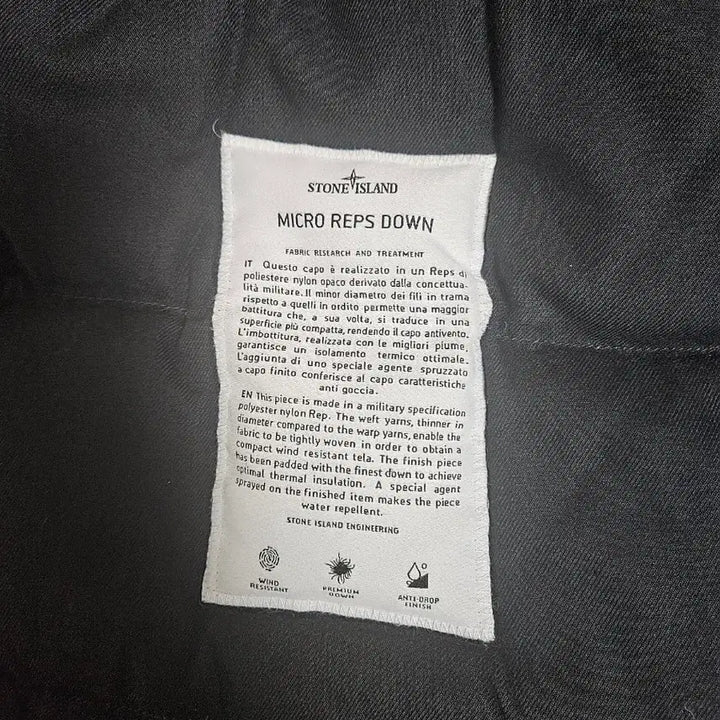 STONE ISLAND
MICRO REPS DOWN
FABRIC RESEARCH AND TREATMENT
IT Questo capo è realizzato in un Reps di
poliestere nylon opaco derivato dalla concettua-
lità militare. Il minor diametro dei fili in trama
rispetto a quelli in ordito permette una maggior
battitura che, a sua volta, si traduce in una
superficie più compatta, rendendo il capo antivento.
L'imbottitura, realizzata con le migliori piume,
garantisce un isolamento termico ottimale.
L'aggiunta di uno speciale agente spruzzato
a capo finito conferisce al capo caratteristiche
anti goccia.
EN This piece is made in a military specification
polyester nylon Rep. The weft yarns, thinner in
diameter compared to the warp yarns, enable the
fabric to be tightly woven in order to obtain a
compact wind resistant tela. The finish piece
has been padded with the finest down to achieve
optimal thermal insulation. A special agent
sprayed on the finished item makes the piece
water repellent.
STONE ISLAND ENGINEERING
WIND
RESISTANT
PREMIUM
DOWN
ANTI-DROP
FINISH